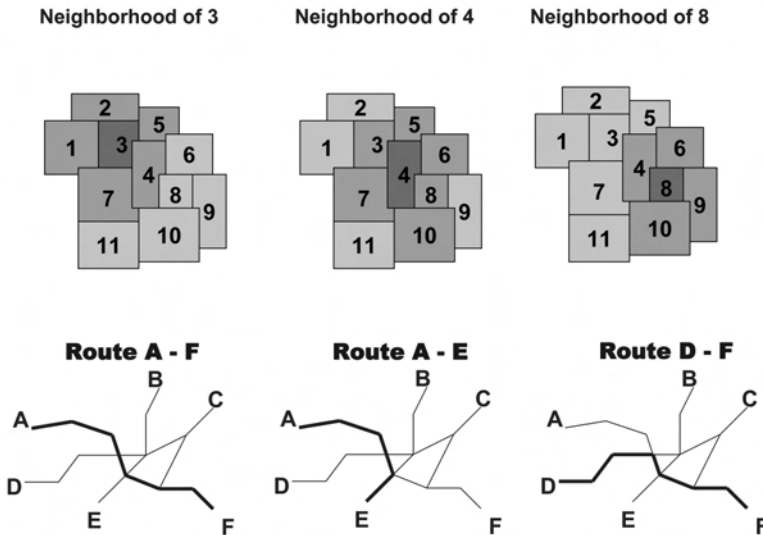 Neighborhood of 3 Neighborhood of 4 Neighborhood of 8
2 5 1 3 6 4 7 8 9 10 11
2 5 1 3 6 4 7 8 9 10 11
2 5 1 3 6 4 7 8 9 10 11
Route A - F Route A - E Route D - F
A B C D E F
A B C D E F
A B C D E F